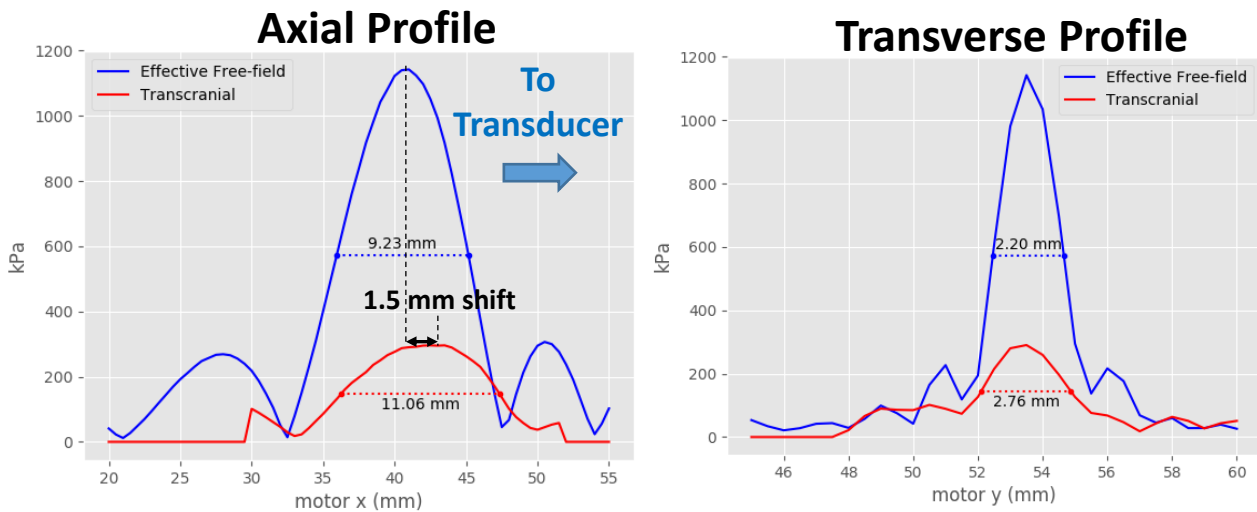 Axial Profile
1200
1000
800
600
400
200
0
kPa
Effective Free-field
Transcranial
To
Transducer
9.23 mm
1.5 mm shift
11.06 mm
20
25
30
35
40
45
50
55
motor x (mm)
Transverse Profile
1200
1000
800
600
400
200
0
kPa
Effective Free-field
Transcranial
2.20 mm
2.76 mm
46
48
50
52
54
56
58
60
motor y (mm)